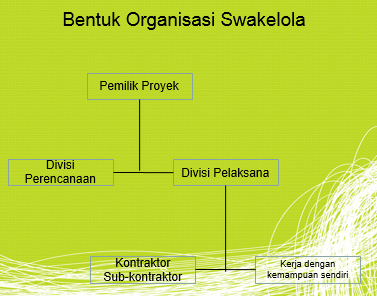 Bentuk Organisasi Swakelola
Pemilik Proyek
Divisi
Perencanaan
Divisi Pelaksana
Kontraktor
Sub-kontraktor
Kerja dengan
kemampuan sendiri